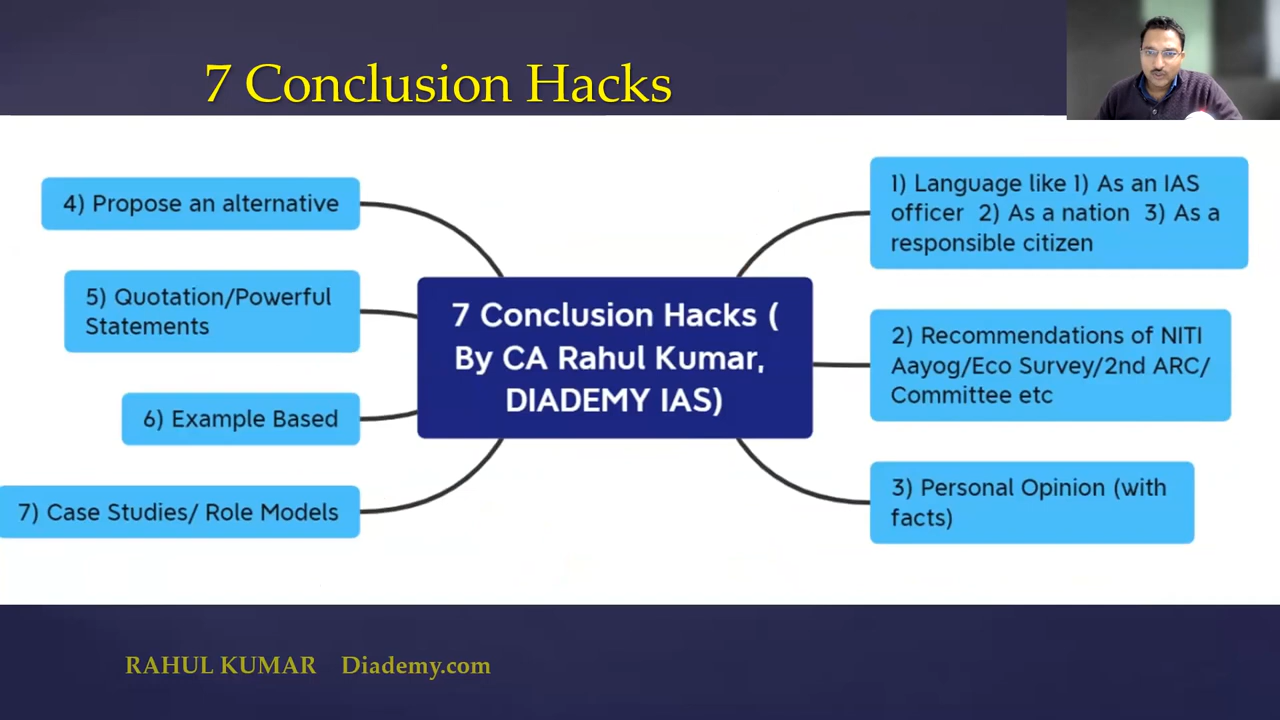 7 Conclusion Hacks
1) Language like 1) As an IAS
officer 2) As a nation 3) As a
responsible citizen
2) Recommendations of NITI
Aayog/Eco Survey/2nd ARC/
Committee etc
3) Personal Opinion (with
facts)
4) Propose an alternative
5) Quotation/Powerful
Statements
6) Example Based
7) Case Studies/ Role Models
7 Conclusion Hacks (
By CA Rahul Kumar,
DIADEMY IAS)
RAHUL KUMAR Diademy.com